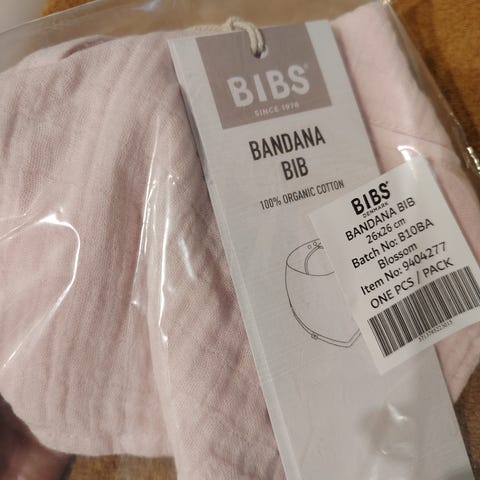 BIBS®
SINCE 1978
BANDANA
BIB
100% ORGANIC COTTON
BIBS®
DENMARK
BANDANA BIB
26x26 cm
Batch No: B10BA
Blossom
Item No: 9404277
ONE PCS / PACK